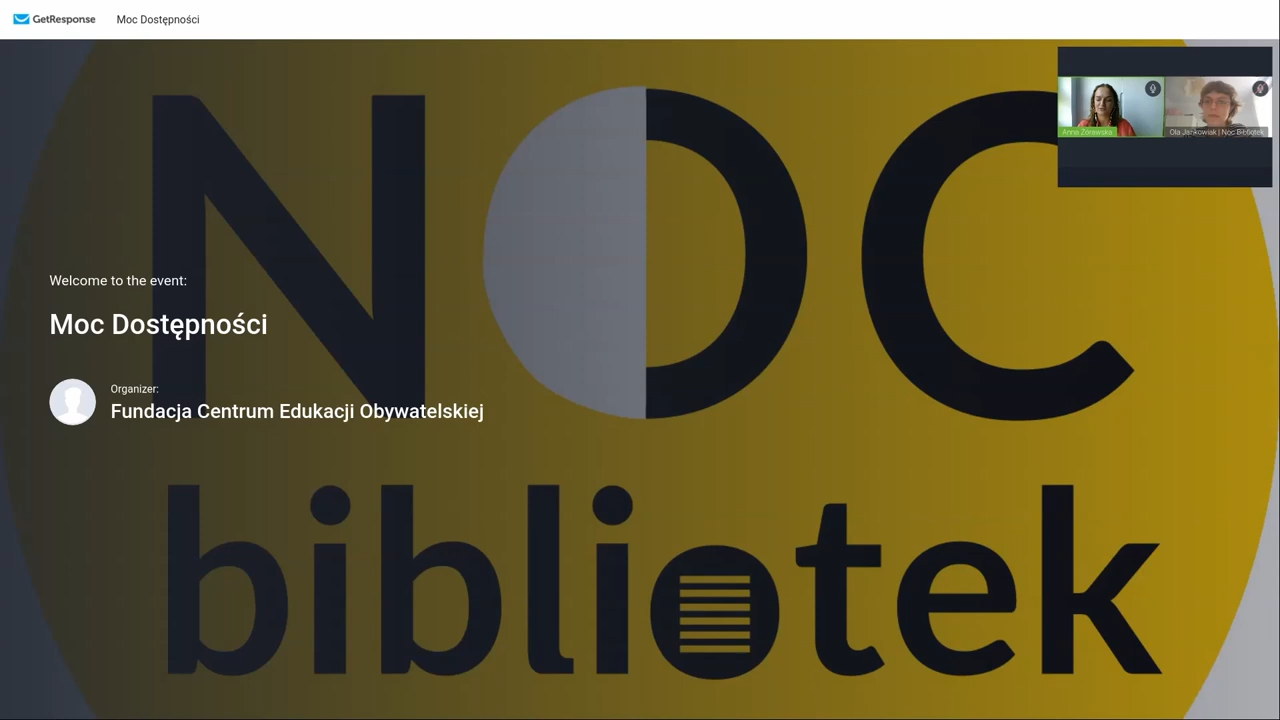 GetResponse Moc Dostępności
Anna Żórawska
Ola Jankowiak | Noc Bibliotek
NOC
Welcome to the event:
Moc Dostępności
Organizer:
Fundacja Centrum Edukacji Obywatelskiej
bibliotek